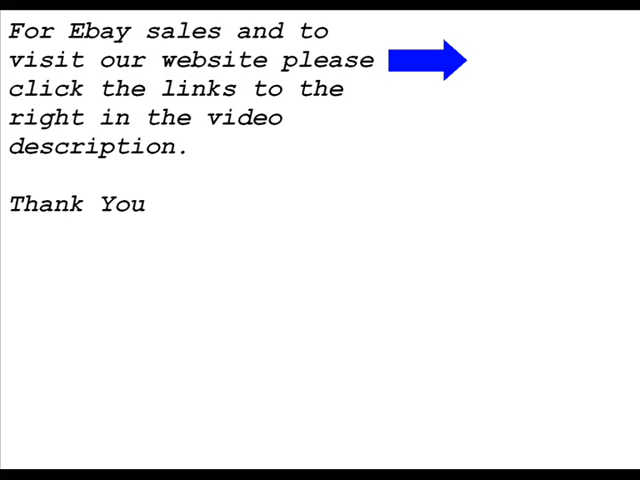 For Ebay sales and to
visit our website please
click the links to the
right in the video
description.
Thank You